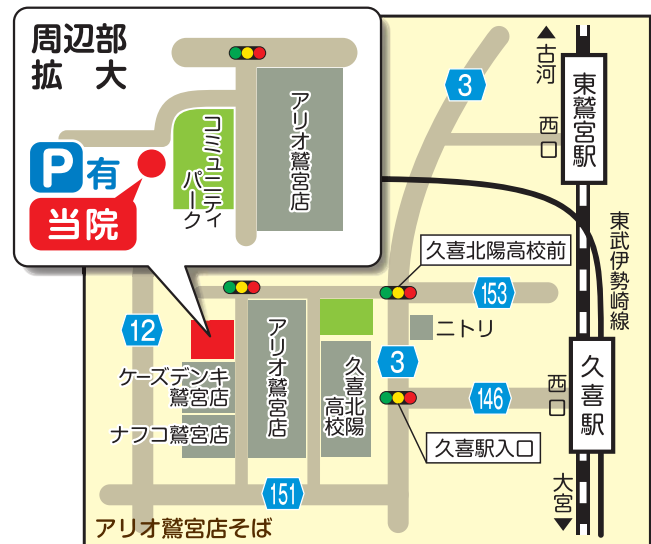 周辺部
拡大
アリオ鷲宮店
コミュニティ
パーク
P有
当院
3
古河
東鷲宮駅
西口
東武伊勢崎線
久喜北陽高校前
153
12
アリオ鷲宮店
ニトリ
3
ケーズデンキ
鷲宮店
久喜北陽
高校
146
西口
久喜駅
ナフコ鷲宮店
久喜駅入口
151
大宮
アリオ鷲宮店そば